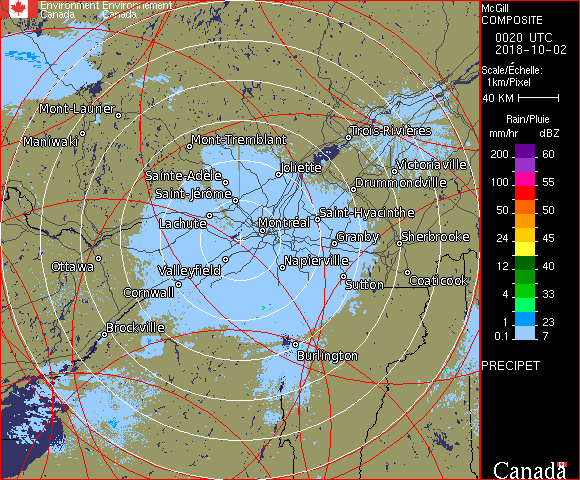 Environment Environnement
Canada Canada
Mont-Laurier
Maniwaki
Mont-Tremblant
Trois-Rivières
Joliette
Victoriaville
Sainte-Adèle
Drummondville
Saint-Jérôme
Saint-Hyacinthe
Lachute
Montréal
Granby
Sherbrooke
Ottawa
Valleyfield
Napierville
Sutton
Coaticook
Cornwall
Brockville
Burlington
McGill
COMPOSITE
0020 UTC
2018-10-02
Scale/Échelle:
1km/Pixel
40 KM
Rain/Pluie
mm/hr dBZ
200 60
100 55
50 50
24 45
12 40
4 33
1 23
0.1 7
PRECIPET
Canada